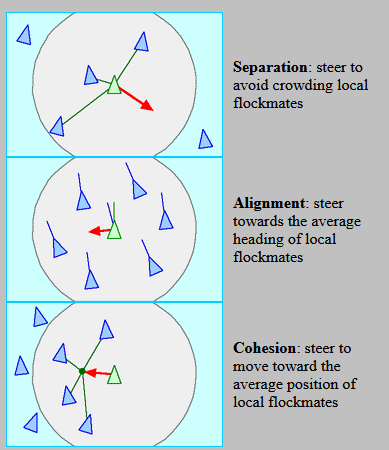 Separation: steer to
avoid crowding local
flockmates
Alignment: steer
towards the average
heading of local
flockmates
Cohesion: steer to
move toward the
average position of
local flockmates